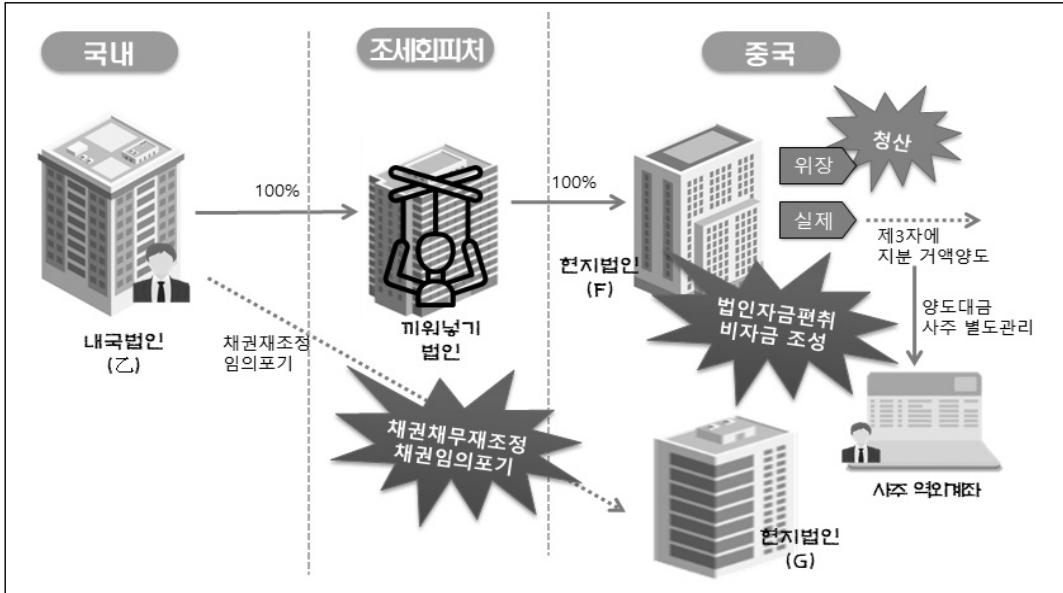 국내
조세회피처
중국
청산
위장
실제
100%
100%
제3자에
지분 거액양도
현지법인
(F)
법인자금편취
비자금 조성
양도대금
사주 별도관리
내국법인
(乙)
채권재조정
임의포기
끼워넣기
법인
채권채무재조정
채권임의포기
사주 역외계좌
현지법인
(G)